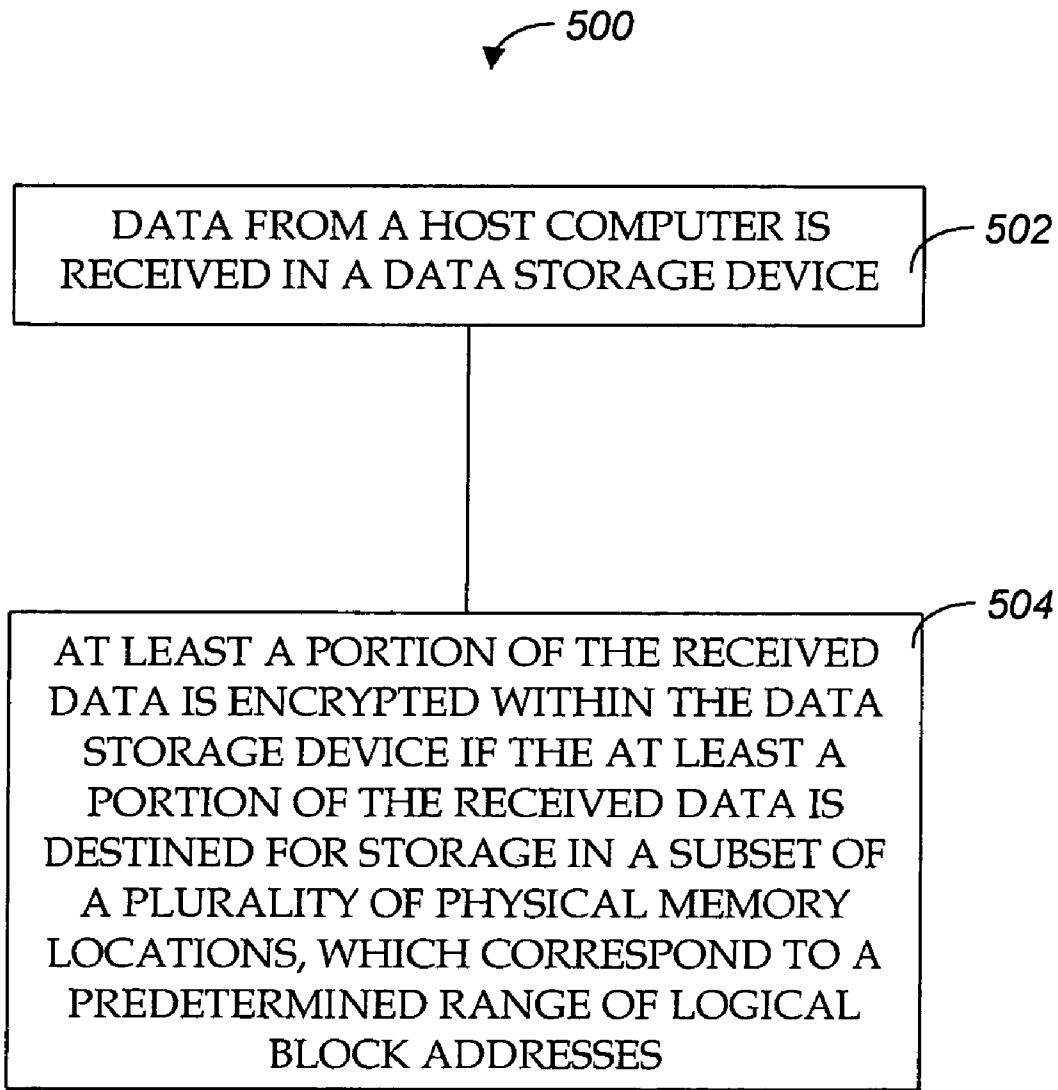 500
DATA FROM A HOST COMPUTER IS
RECEIVED IN A DATA STORAGE DEVICE
502
504
AT LEAST A PORTION OF THE RECEIVED
DATA IS ENCRYPTED WITHIN THE DATA
STORAGE DEVICE IF THE AT LEAST A
PORTION OF THE RECEIVED DATA IS
DESTINED FOR STORAGE IN A SUBSET OF
A PLURALITY OF PHYSICAL MEMORY
LOCATIONS, WHICH CORRESPOND TO A
PREDETERMINED RANGE OF LOGICAL
BLOCK ADDRESSES